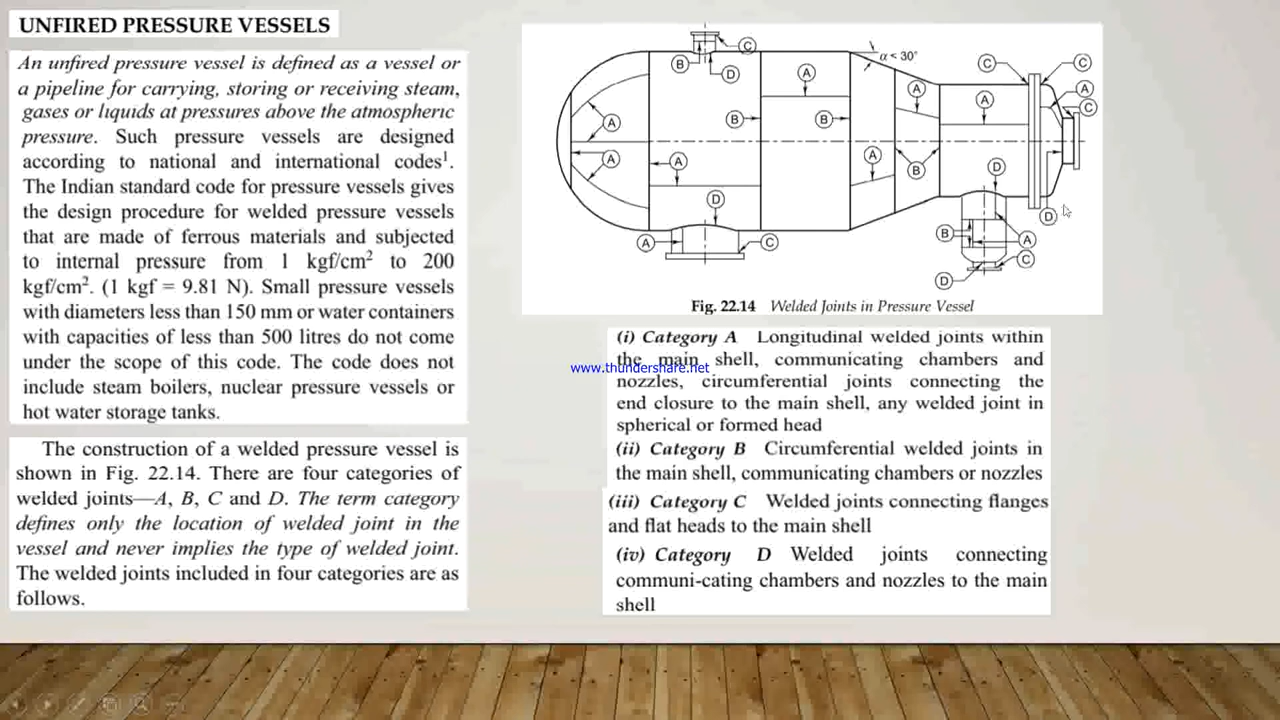 UNFIRED PRESSURE VESSELS
An unfired pressure vessel is defined as a vessel or
a pipeline for carrying, storing or receiving steam,
gases or liquids at pressures above the atmospheric
pressure. Such pressure vessels are designed
according to national and international codes¹.
The Indian standard code for pressure vessels gives
the design procedure for welded pressure vessels
that are made of ferrous materials and subjected
to internal pressure from 1 kgf/cm² to 200
kgf/cm². (1 kgf = 9.81 N). Small pressure vessels
with diameters less than 150 mm or water containers
with capacities of less than 500 litres do not come
under the scope of this code. The code does not
include steam boilers, nuclear pressure vessels or
hot water storage tanks.
The construction of a welded pressure vessel is
shown in Fig. 22.14. There are four categories of
welded joints—A, B, C and D. The term category
defines only the location of welded joint in the
vessel and never implies the type of welded joint.
The welded joints included in four categories are as
follows.
C
B
D
A
α < 30°
C
C
A
A
A
C
B
B
A
A
A
A
B
D
D
D
A
C
B
A
C
D
Fig. 22.14 Welded Joints in Pressure Vessel
(i) Category A Longitudinal welded joints within
the main shell, communicating chambers and
www.thundershare.net
nozzles, circumferential joints connecting the
end closure to the main shell, any welded joint in
spherical or formed head
(ii) Category B Circumferential welded joints in
the main shell, communicating chambers or nozzles
(iii) Category C Welded joints connecting flanges
and flat heads to the main shell
(iv) Category D Welded joints connecting
communi-cating chambers and nozzles to the main
shell